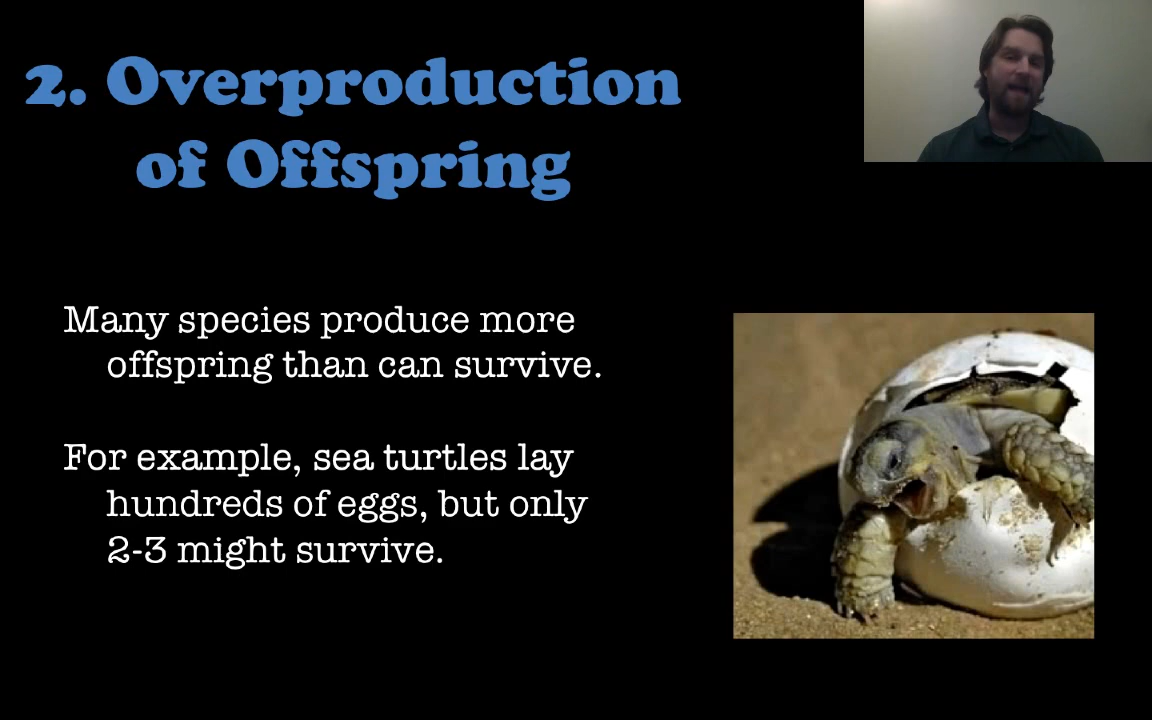 2. Overproduction
of Offspring
Many species produce more
offspring than can survive.
For example, sea turtles lay
hundreds of eggs, but only
2-3 might survive.